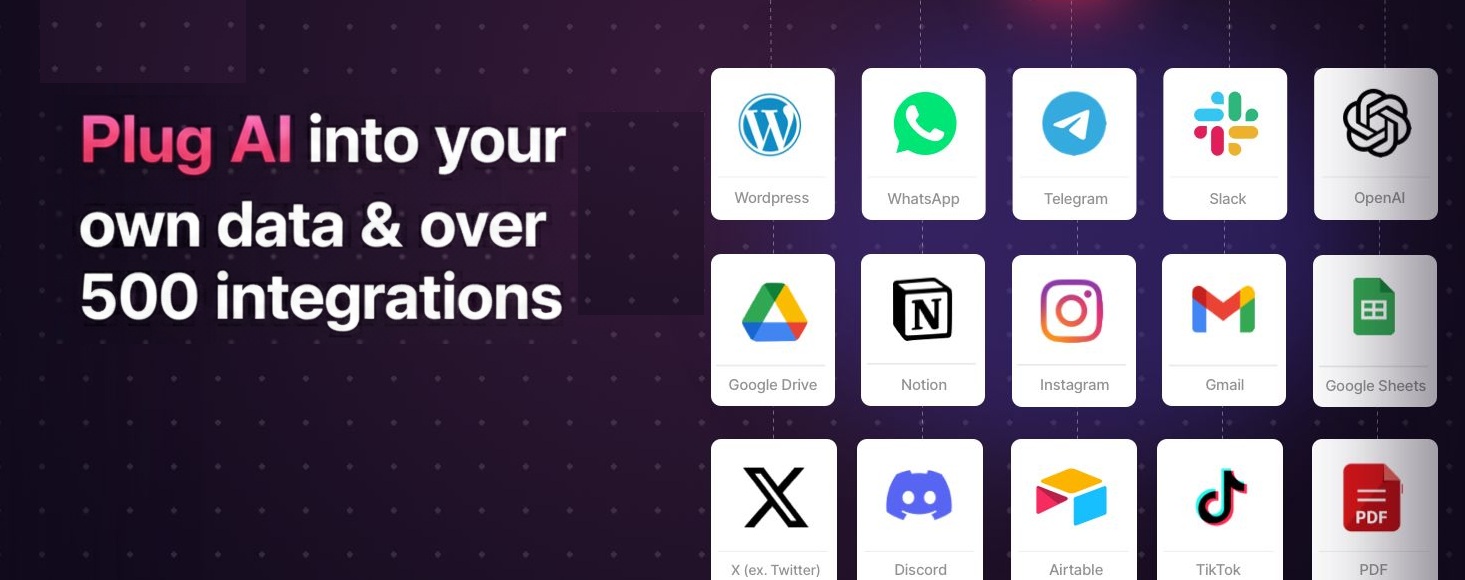 Plug AI into your
own data & over
500 integrations
Wordpress WhatsApp Telegram Slack OpenAI
Google Drive Notion Instagram Gmail Google Sheets
PDF
X (ex. Twitter) Discord Airtable TikTok PDF